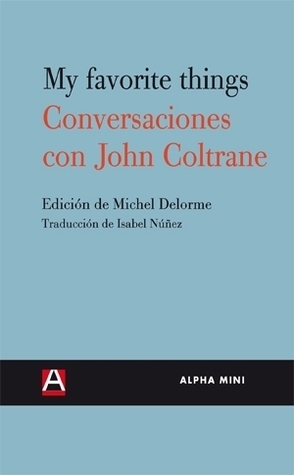 My favorite things
Conversaciones
con John Coltrane
Edición de Michel Delorme
Traducción de Isabel Núñez
A
ALPHA MINI